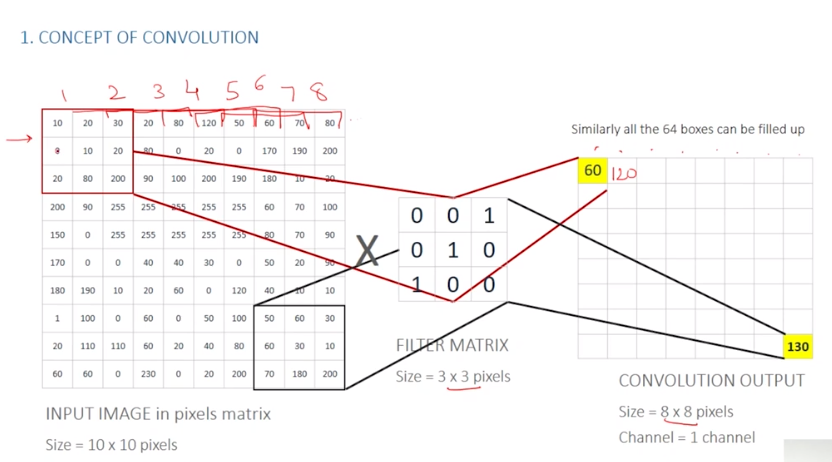 1. CONCEPT OF CONVOLUTION
1 2 3 4 5 6 7 8
10 20 30 20 80 120 50 60 70 80
10 20 80 0 20 0 170 190 200
20 80 200 90 100 200 190 180 10 20
200 90 255 255 255 255 255 60 70 100
150 0 255 255 255 255 255 80 70 90
170 0 0 40 40 30 0 50 20 90
180 190 10 20 60 0 120 40 10 10
1 100 0 60 0 50 100 50 60 30
20 110 110 60 20 40 80 60 30 10
60 60 0 230 0 20 200 70 180 200
INPUT IMAGE in pixels matrix
Size = 10 x 10 pixels
X
0 0 1
0 1 0
1 0 0
FILTER MATRIX
Size = 3 x 3 pixels
Similarly all the 64 boxes can be filled up
60 120
130
CONVOLUTION OUTPUT
Size = 8 x 8 pixels
Channel = 1 channel